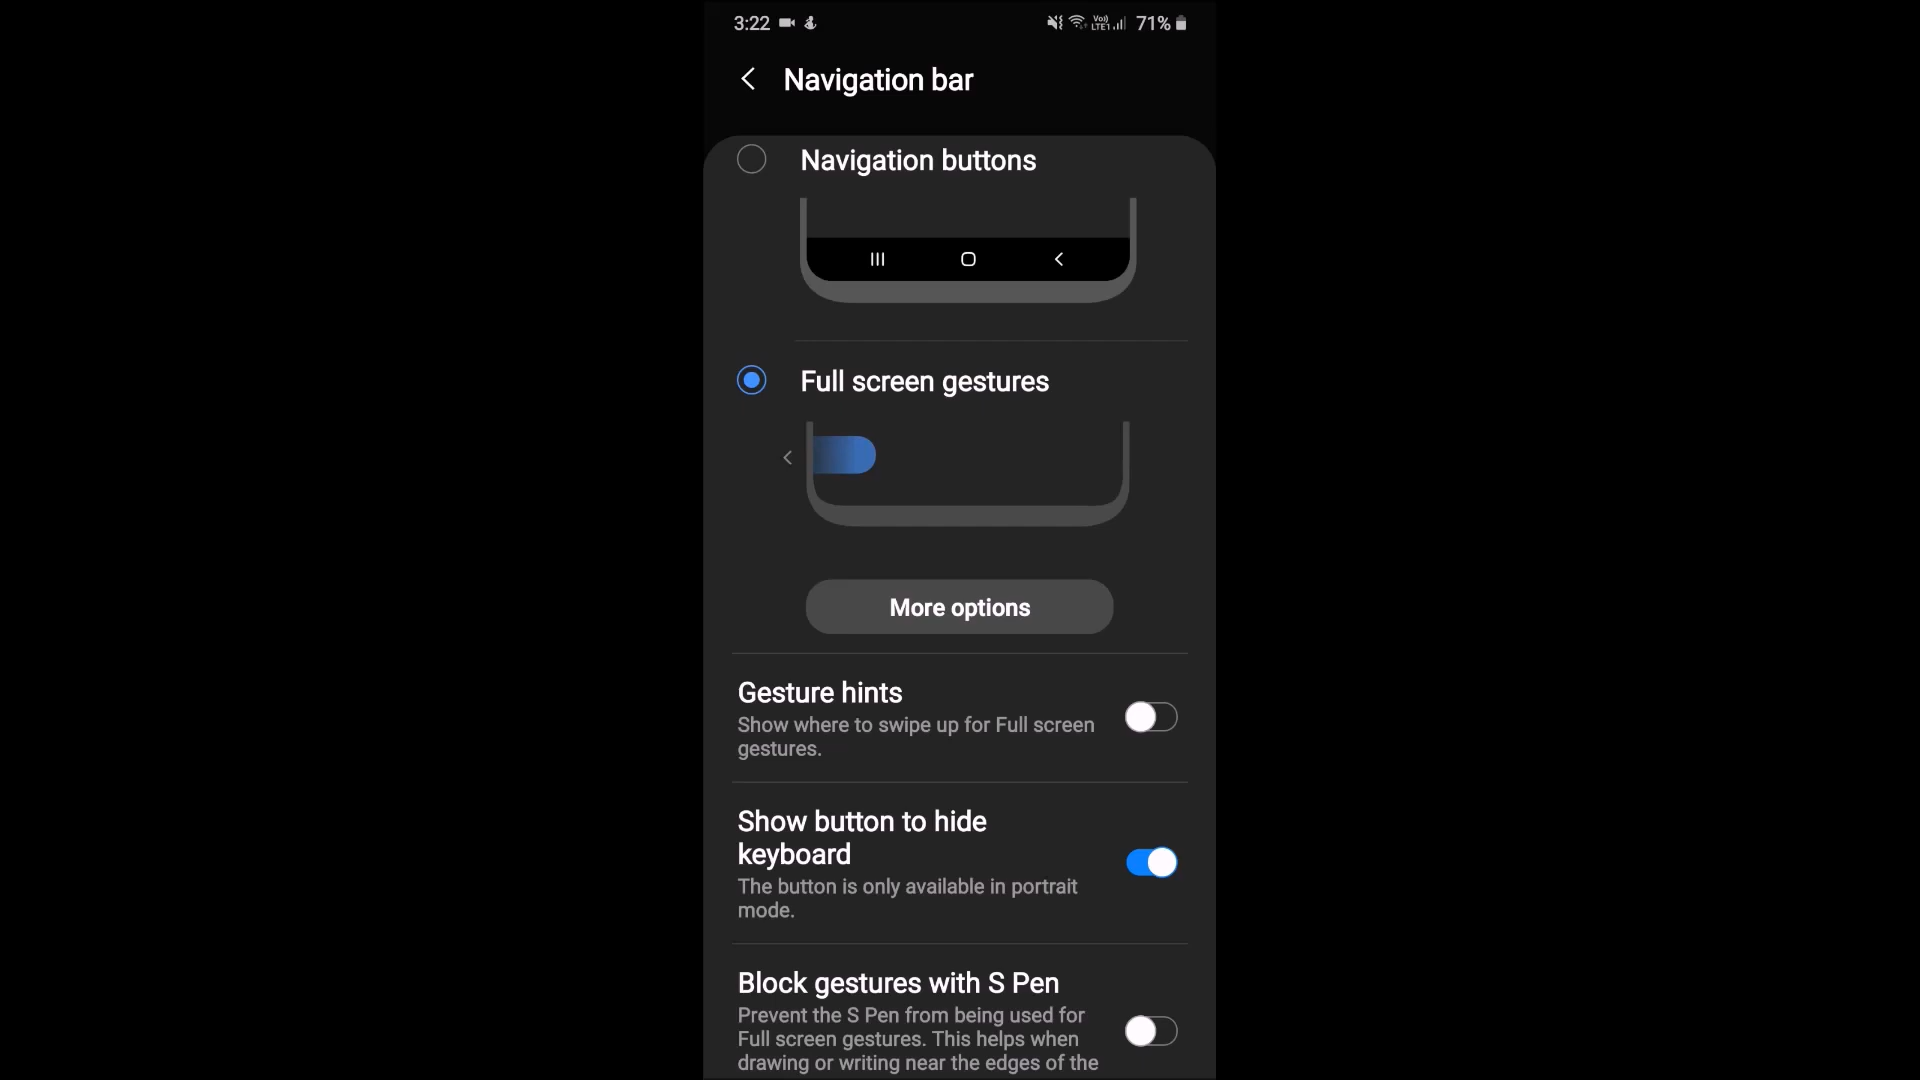 3:22
Vo) LTE1 71%
Navigation bar
Navigation buttons
Full screen gestures
More options
Gesture hints
Show where to swipe up for Full screen
gestures.
Show button to hide
keyboard
The button is only available in portrait
mode.
Block gestures with S Pen
Prevent the S Pen from being used for
Full screen gestures. This helps when
drawing or writing near the edges of the